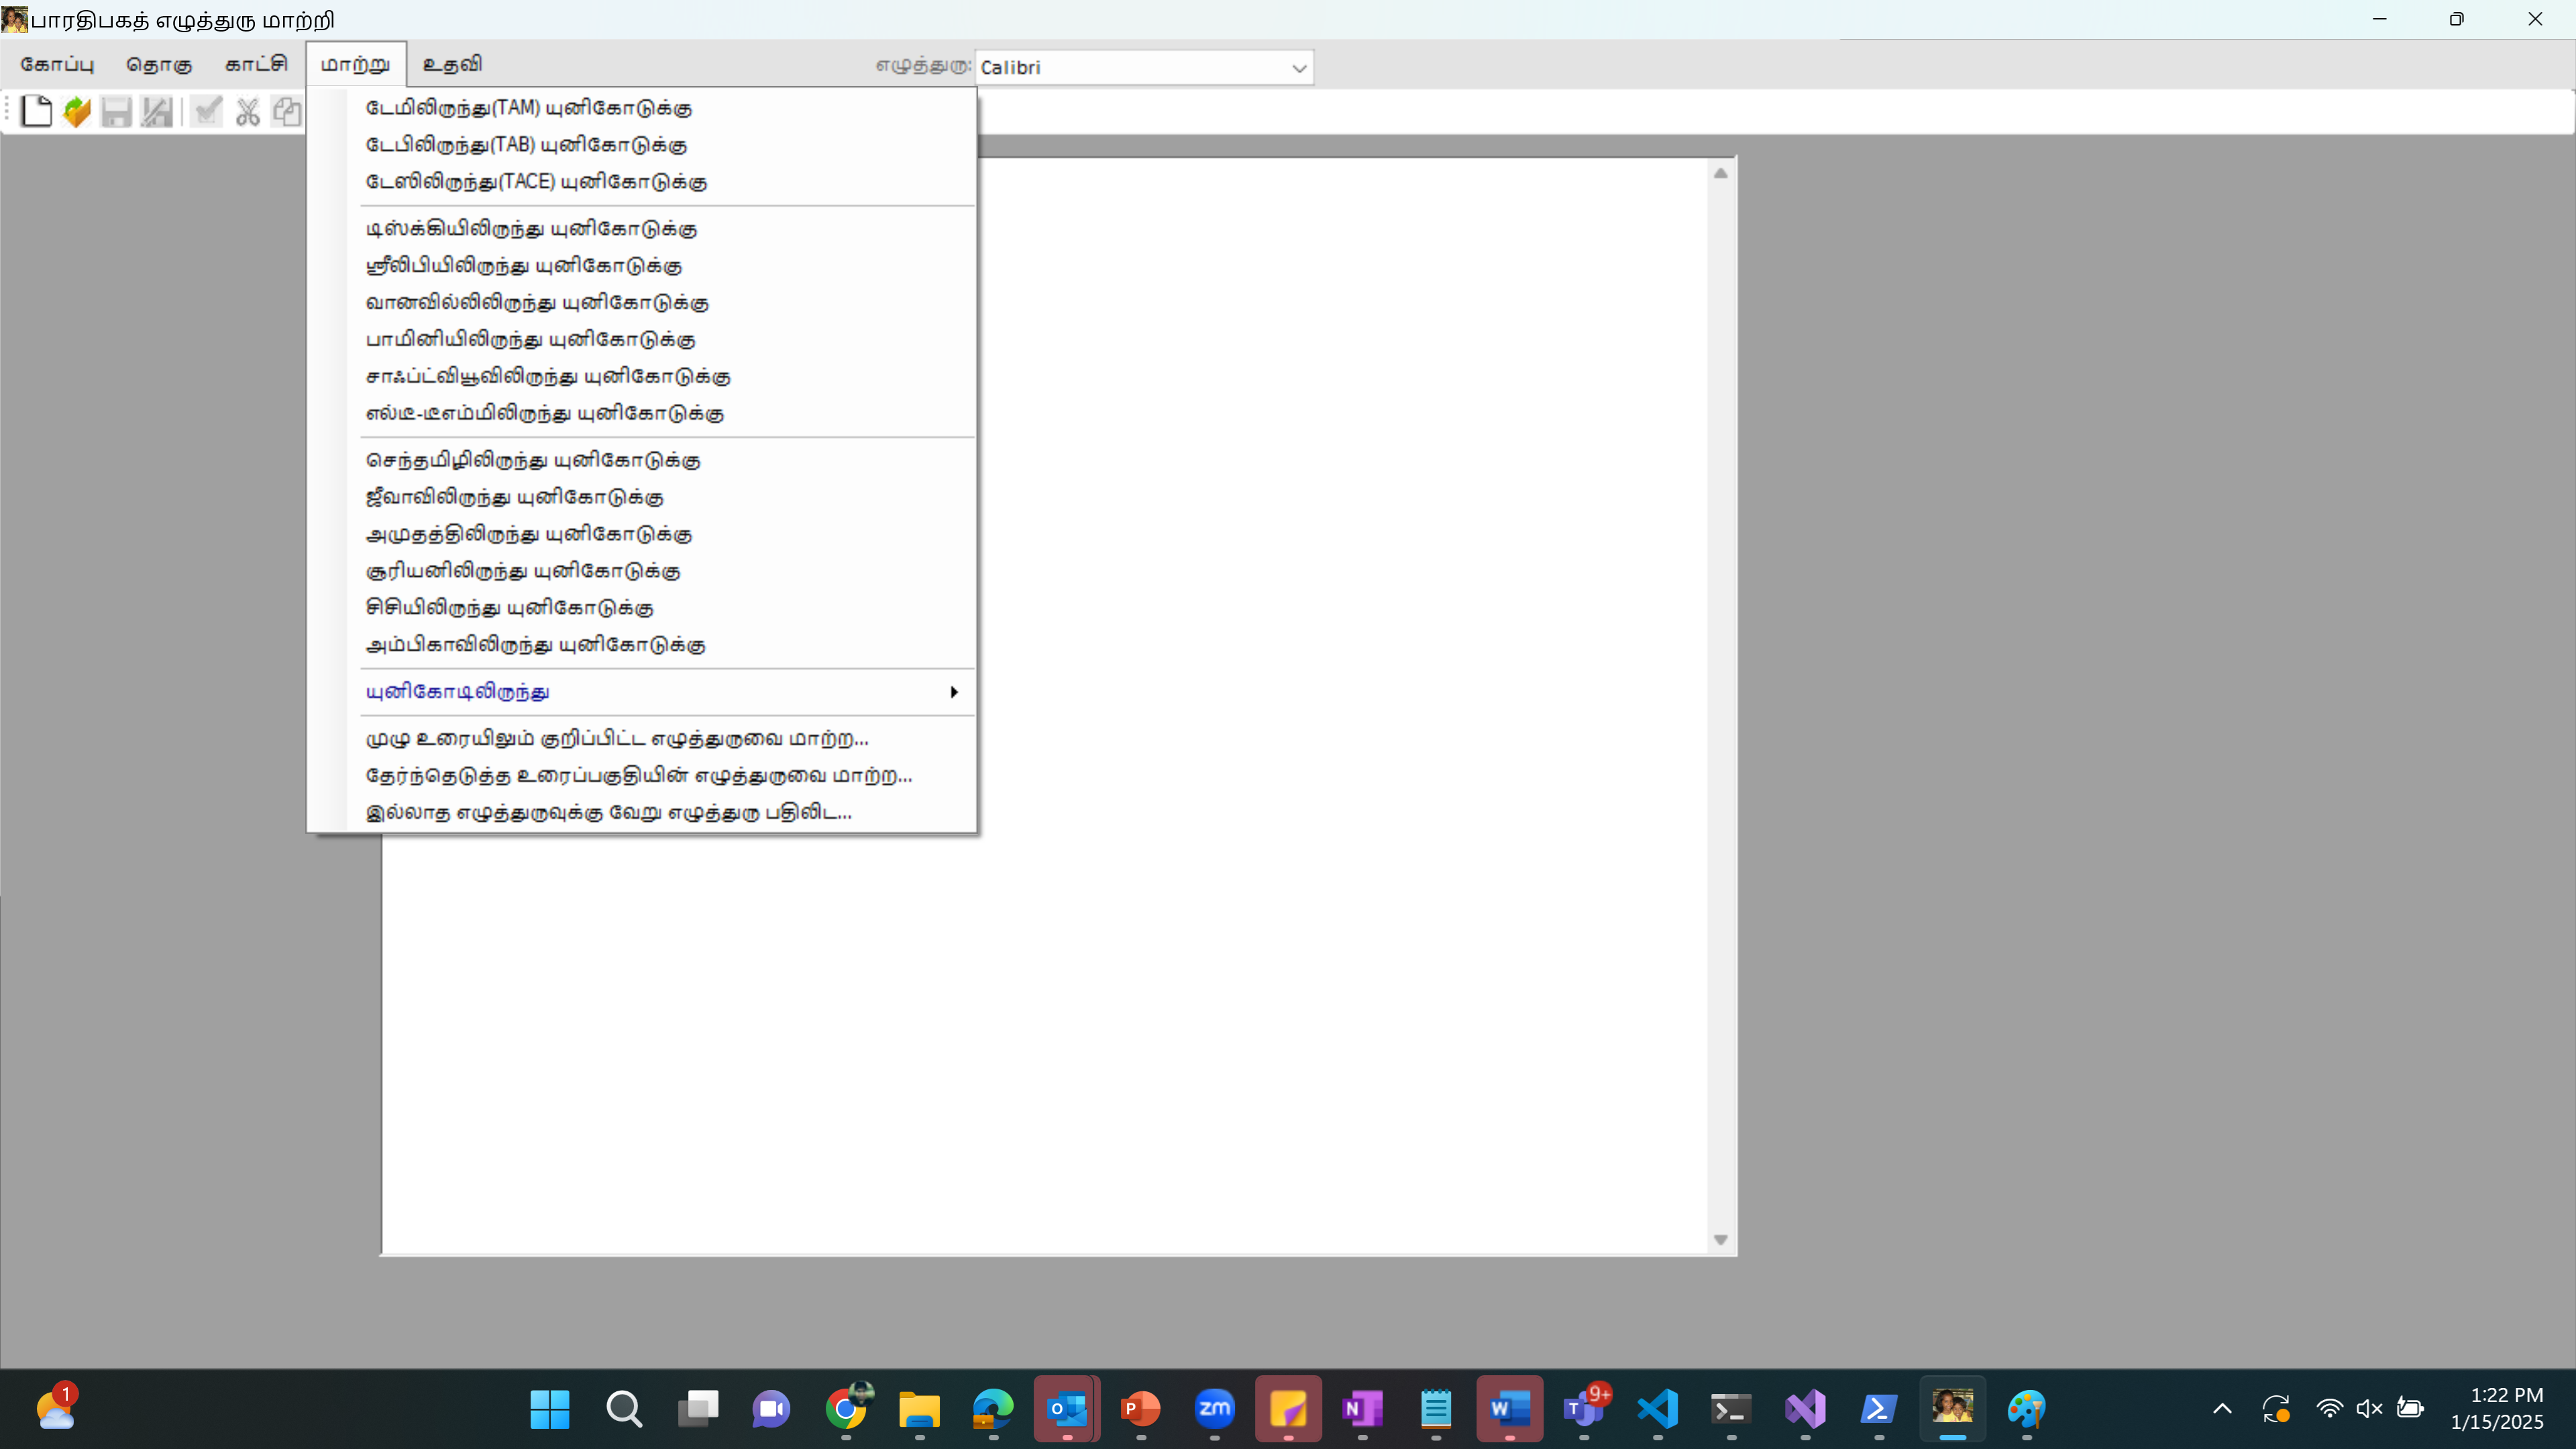 பாரதிபகத் எழுத்துரு மாற்றி
கோப்பு தொகு காட்சி மாற்று உதவி எழுத்துரு: Calibri
டேமிலிருந்து(TAM) யுனிகோடுக்கு
டேபிலிருந்து(TAB) யுனிகோடுக்கு
டேஸிலிருந்து(TACE) யுனிகோடுக்கு
டிஸ்க்கியிலிருந்து யுனிகோடுக்கு
ஸ்ரீலிபியிலிருந்து யுனிகோடுக்கு
வானவில்லிலிருந்து யுனிகோடுக்கு
பாமினியிலிருந்து யுனிகோடுக்கு
சாஃப்ட்வியூவிலிருந்து யுனிகோடுக்கு
எல்டீ-டீஎம்மிலிருந்து யுனிகோடுக்கு
செந்தமிழிலிருந்து யுனிகோடுக்கு
ஜீவாவிலிருந்து யுனிகோடுக்கு
அமுதத்திலிருந்து யுனிகோடுக்கு
சூரியனிலிருந்து யுனிகோடுக்கு
சிசியிலிருந்து யுனிகோடுக்கு
அம்பிகாவிலிருந்து யுனிகோடுக்கு
யுனிகோடிலிருந்து
முழு உரையிலும் குறிப்பிட்ட எழுத்துருவை மாற்ற...
தேர்ந்தெடுத்த உரைப்பகுதியின் எழுத்துருவை மாற்ற...
இல்லாத எழுத்துருவுக்கு வேறு எழுத்துரு பதிலிட...
1 O P zm N W T 9+ 1:22 PM
1/15/2025